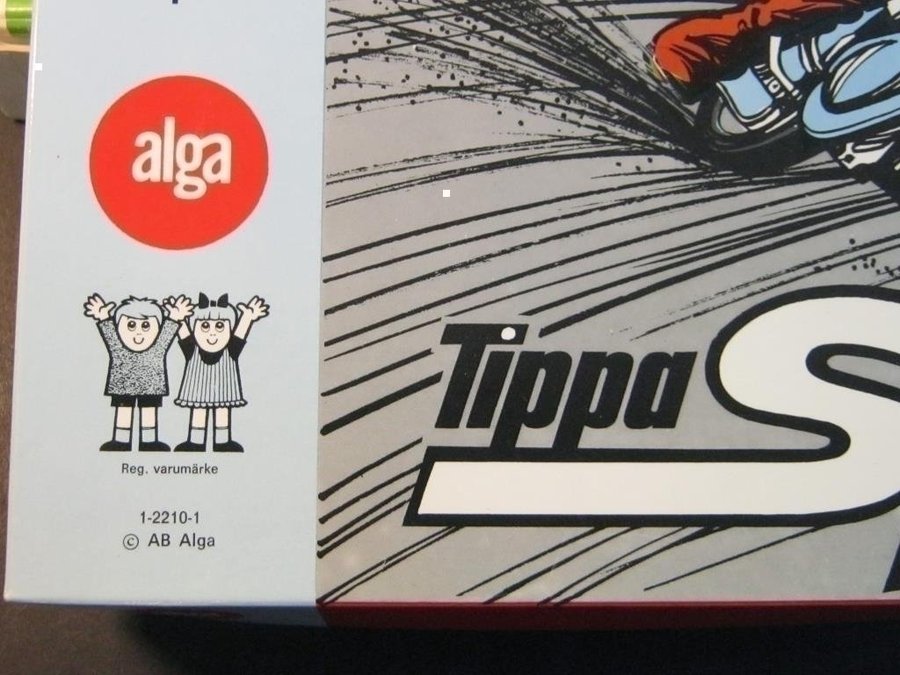 alga
Reg. varumärke
1-2210-1
© AB Alga
Tippa
S